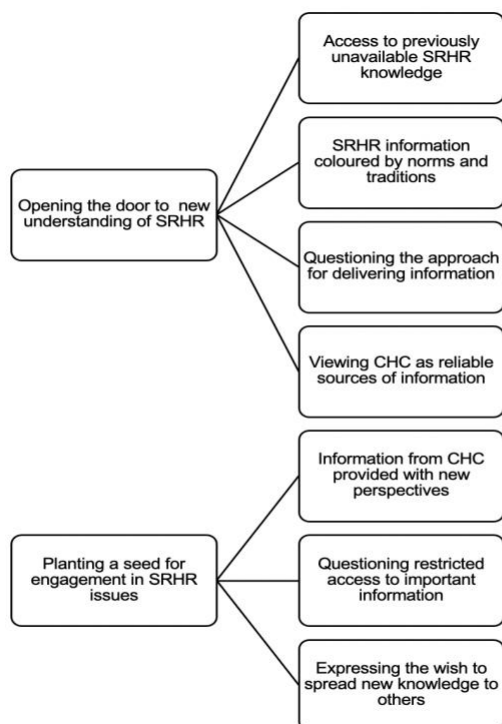 Opening the door to new
understanding of SRHR
Access to previously
unavailable SRHR
knowledge
SRHR information
coloured by norms and
traditions
Questioning the approach
for delivering information
Viewing CHC as reliable
sources of information
Planting a seed for
engagement in SRHR
issues
Information from CHC
provided with new
perspectives
Questioning restricted
access to important
information
Expressing the wish to
spread new knowledge to
others